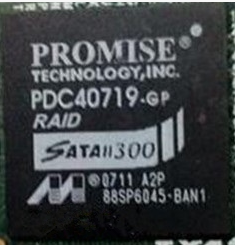 PROMISE®
TECHNOLOGY,INC.
PDC40719-GP
RAID
SATAII300
M ®0711 A2P
88SP6045-BAN1